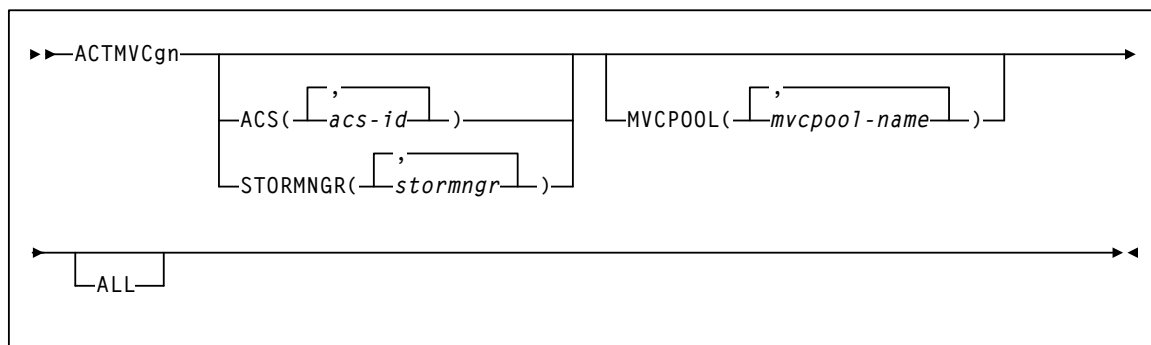 ACTMVCgn
,
ACS( acs-id )
,
STORMNGR( stormngr )
,
MVCPOOL( mvcpool-name )
ALL